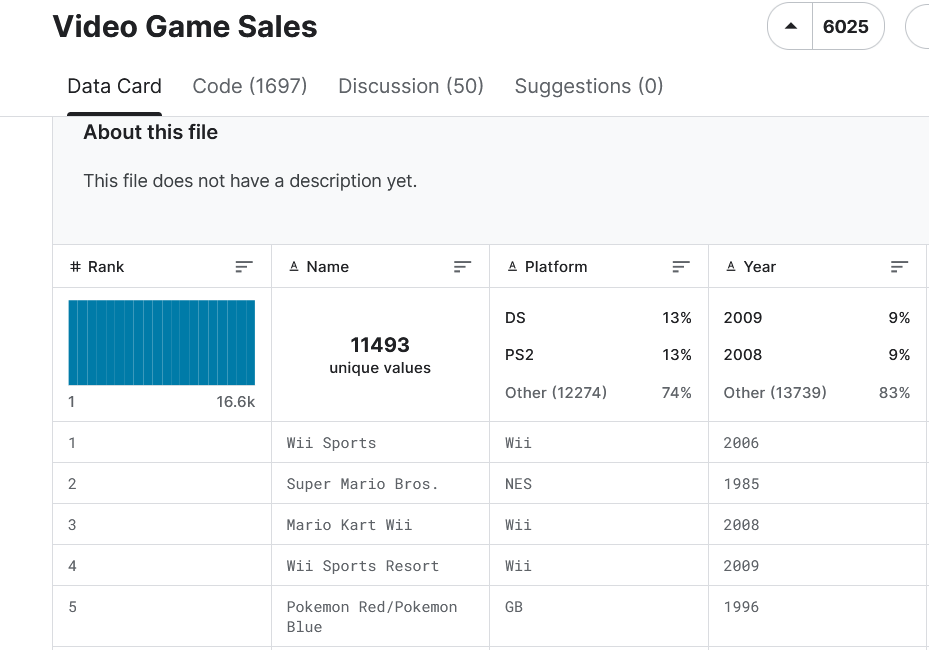 Video Game Sales
6025
Data Card Code (1697) Discussion (50) Suggestions (0)
About this file
This file does not have a description yet.
# Rank A Name A Platform A Year
DS 13% 2009 9%
11493
unique values
PS2 13% 2008 9%
Other (12274) 74% Other (13739) 83%
1 16.6k
1 Wii Sports Wii 2006
2 Super Mario Bros. NES 1985
3 Mario Kart Wii Wii 2008
4 Wii Sports Resort Wii 2009
5 Pokemon Red/Pokemon GB 1996
Blue